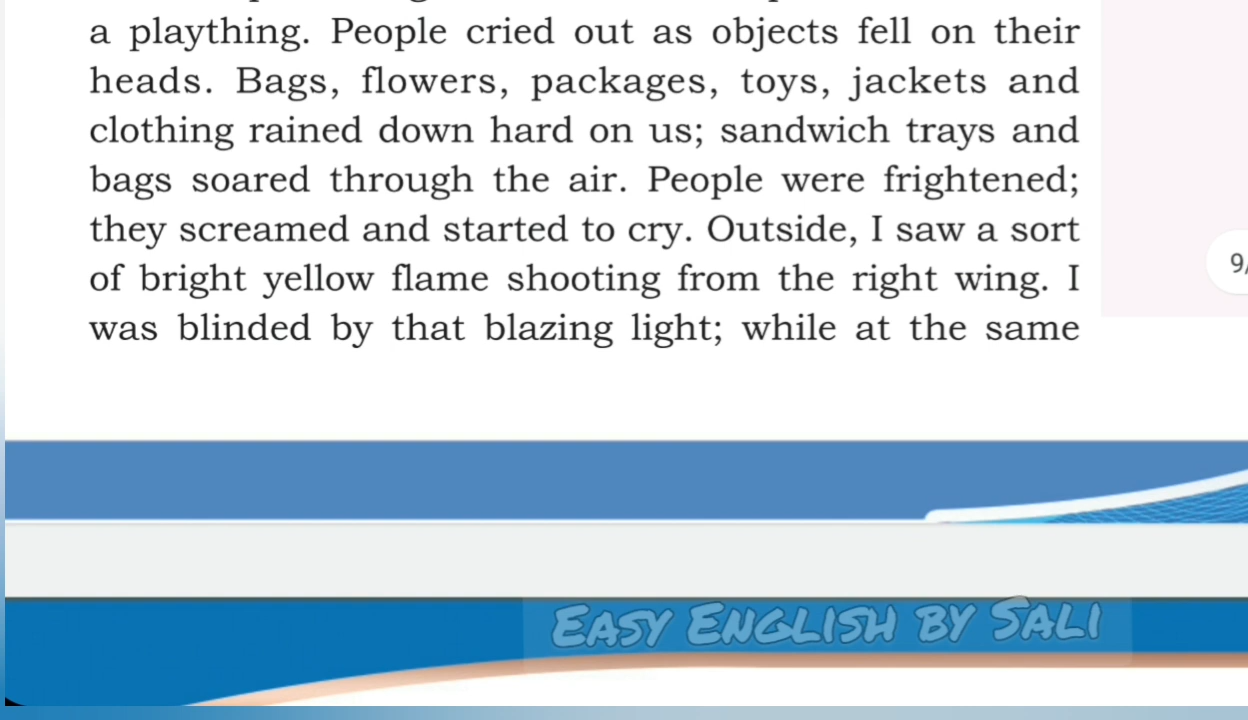 a plaything. People cried out as objects fell on their
heads. Bags, flowers, packages, toys, jackets and
clothing rained down hard on us; sandwich trays and
bags soared through the air. People were frightened;
they screamed and started to cry. Outside, I saw a sort
of bright yellow flame shooting from the right wing. I
was blinded by that blazing light; while at the same
9/
EASY ENGLISH BY SALI